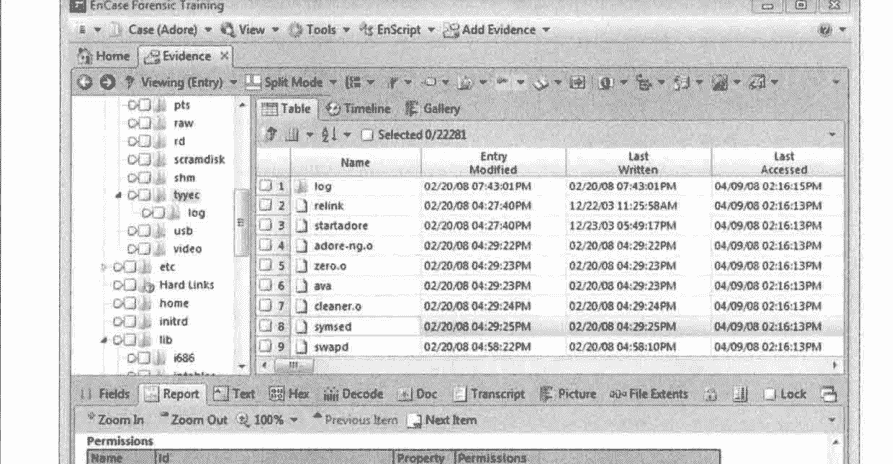 EnCase Forensic Training
Case (Adore) View Tools EnScript Add Evidence
Home Evidence
Viewing (Entry) Split Mode
pts
raw
rd
scramdisk
shm
tyyec
log
usb
video
etc
Hard Links
home
initrd
lib
i686
Table Timeline Gallery
Selected 0/22281
Name Entry Modified Last Written Last Accessed
1 log 02/20/08 07:43:01PM 02/20/08 07:43:01PM 04/09/08 02:16:15PM
2 relink 02/20/08 04:27:40PM 12/22/03 11:25:58AM 04/09/08 02:16:13PM
3 startadore 02/20/08 04:27:40PM 12/23/03 05:49:17PM 04/09/08 02:16:13PM
4 adore-ng.o 02/20/08 04:29:22PM 02/20/08 04:29:22PM 04/09/08 02:16:13PM
5 zero.o 02/20/08 04:29:23PM 02/20/08 04:29:23PM 04/09/08 02:16:13PM
6 ava 02/20/08 04:29:23PM 02/20/08 04:29:23PM 04/09/08 02:16:13PM
7 cleaner.o 02/20/08 04:29:24PM 02/20/08 04:29:24PM 04/09/08 02:16:13PM
8 symsed 02/20/08 04:29:25PM 02/20/08 04:29:25PM 04/09/08 02:16:13PM
9 swapd 02/20/08 04:58:22PM 02/20/08 04:58:10PM 04/09/08 02:16:13PM
Fields Report Text Hex Decode Doc Transcript Picture File Extents Lock
Zoom In Zoom Out 100% Previous Item Next Item
Permissions
Name Id Property Permissions